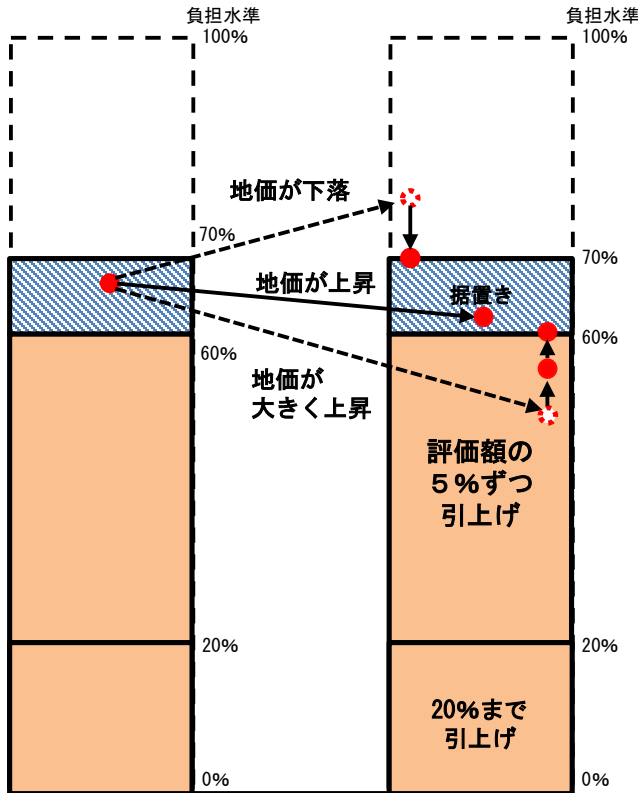 負担水準
100%
70%
60%
20%
0%
地価が下落
地価が上昇
地価が
大きく上昇
負担水準
100%
70%
据置き
60%
評価額の
５％ずつ
引上げ
20%
20%まで
引上げ
0%